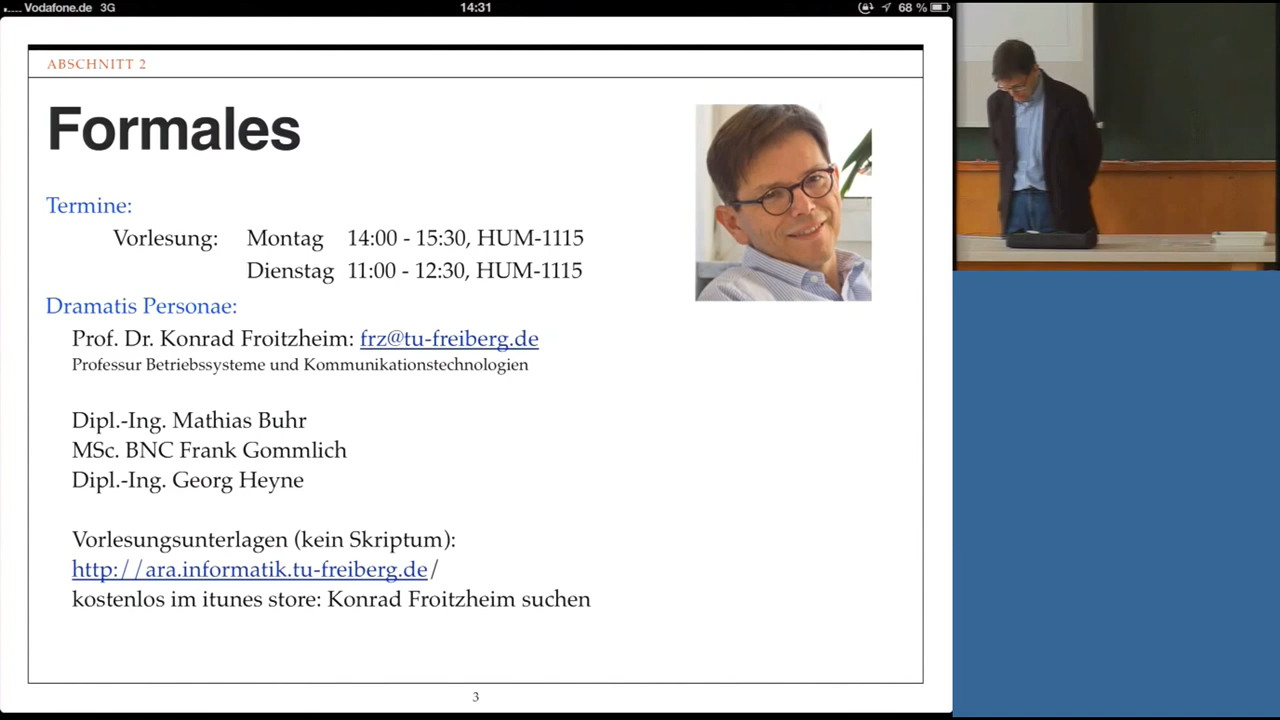 Vodafone.de 3G 14:31 68 %
ABSCHNITT 2
Formales
Termine:
Vorlesung: Montag 14:00 - 15:30, HUM-1115
Dienstag 11:00 - 12:30, HUM-1115
Dramatis Personae:
Prof. Dr. Konrad Froitzheim: frz@tu-freiberg.de
Professur Betriebssysteme und Kommunikationstechnologien
Dipl.-Ing. Mathias Buhr
MSc. BNC Frank Gommlich
Dipl.-Ing. Georg Heyne
Vorlesungsunterlagen (kein Skriptum):
http://ara.informatik.tu-freiberg.de/
kostenlos im itunes store: Konrad Froitzheim suchen
3